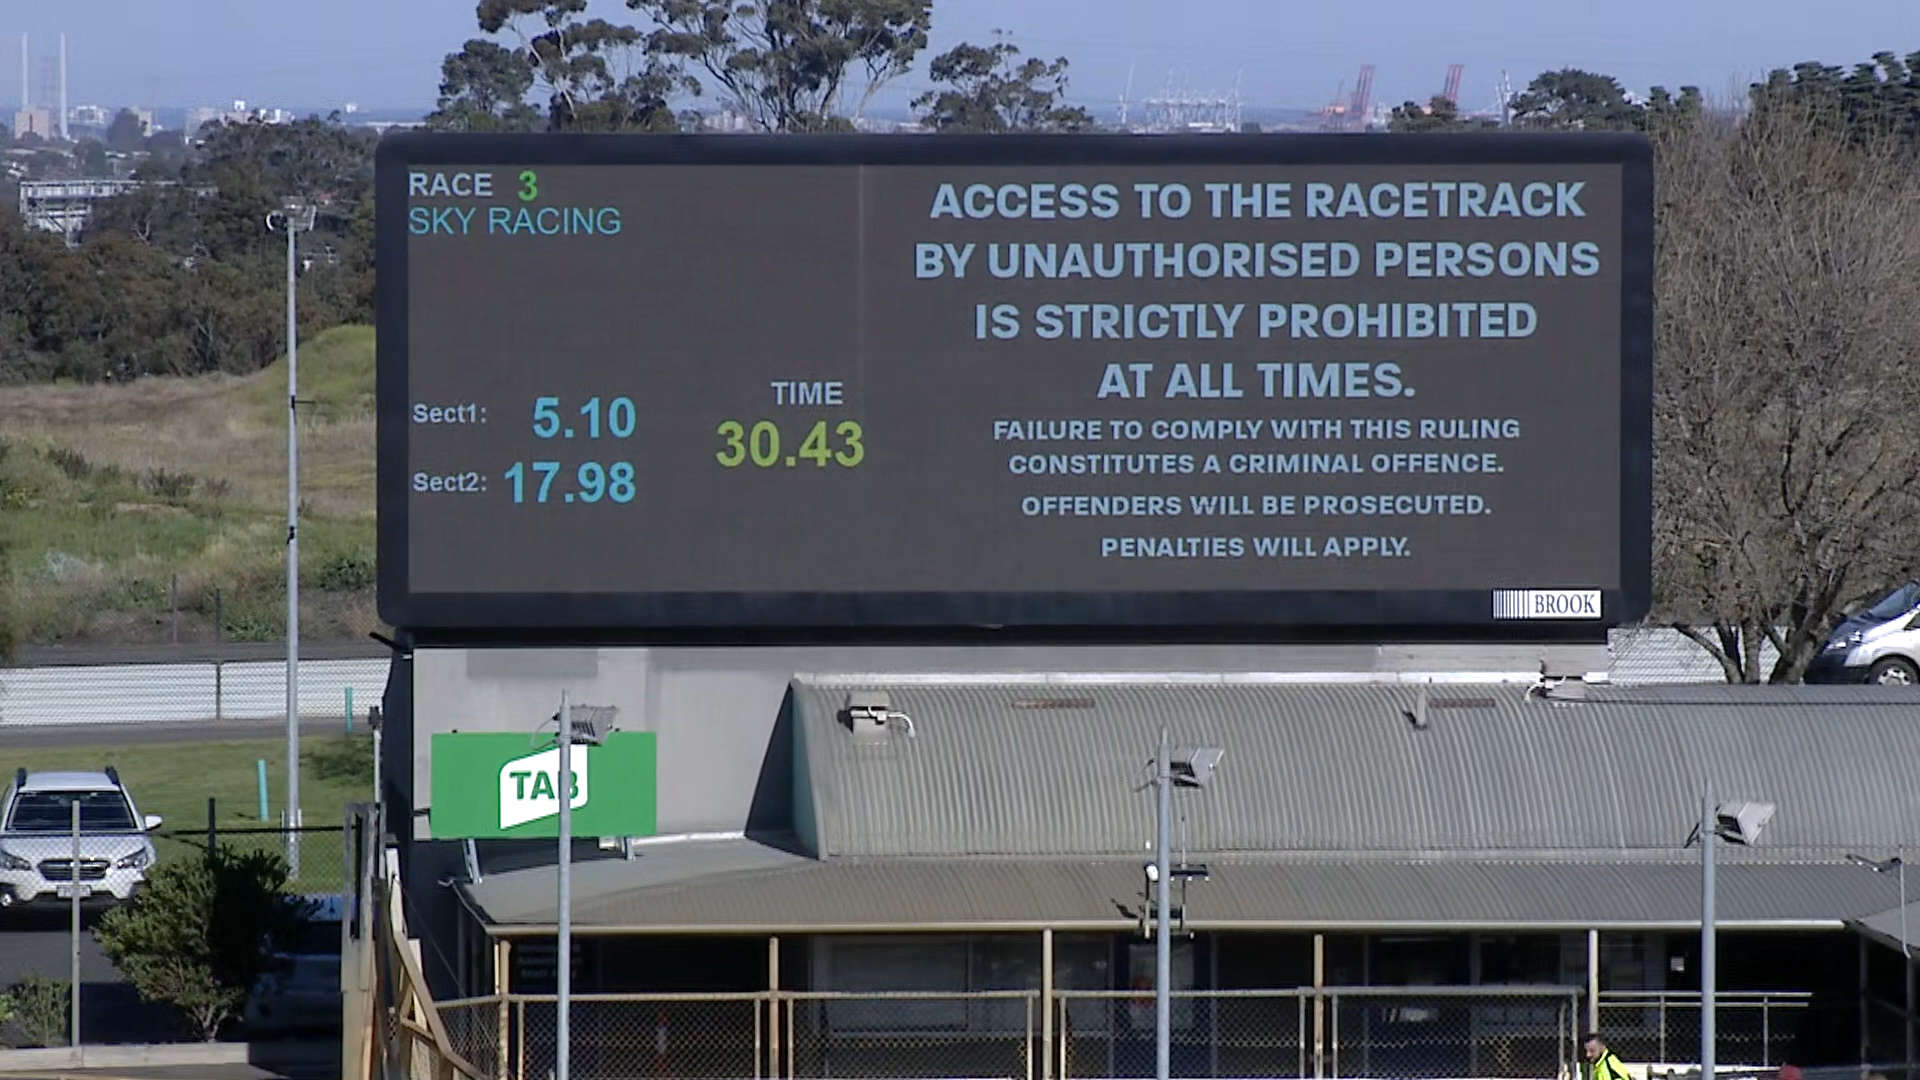 RACE 3
SKY RACING
Sect1: 5.10
Sect2: 17.98
TIME
30.43
ACCESS TO THE RACETRACK
BY UNAUTHORISED PERSONS
IS STRICTLY PROHIBITED
AT ALL TIMES.
FAILURE TO COMPLY WITH THIS RULING
CONSTITUTES A CRIMINAL OFFENCE.
OFFENDERS WILL BE PROSECUTED.
PENALTIES WILL APPLY.
BROOK
TAB